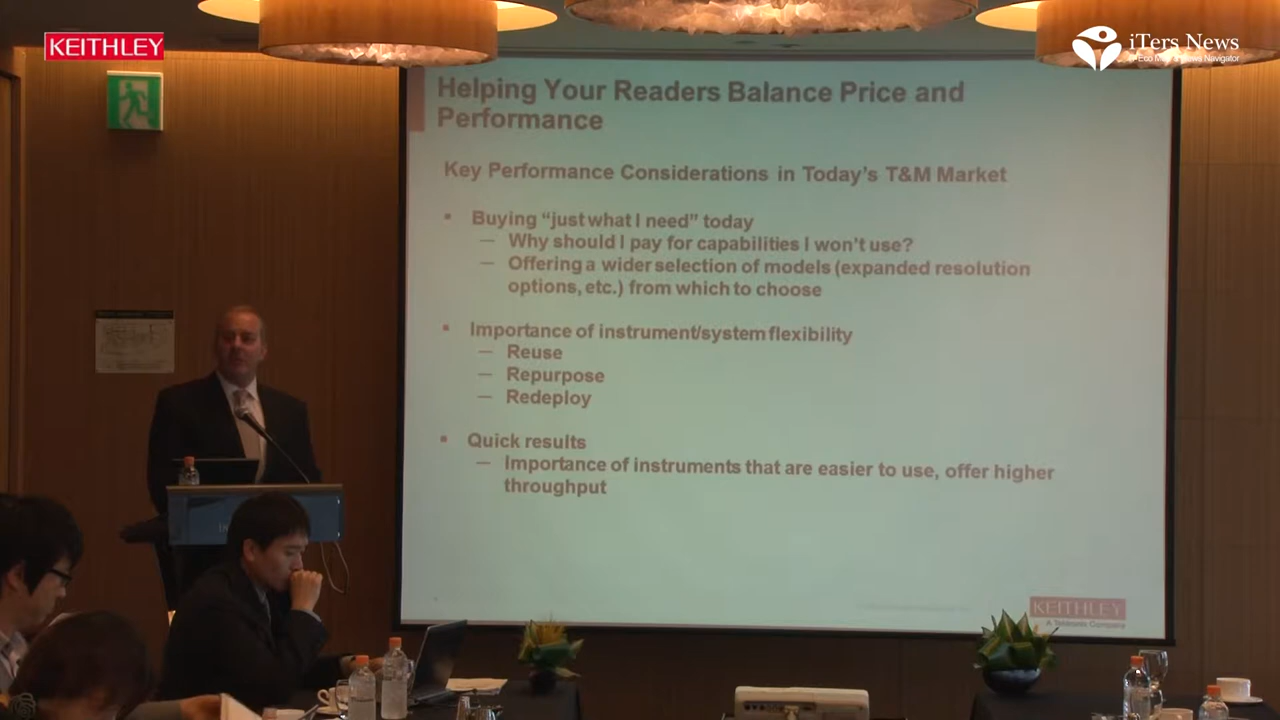 KEITHLEY
iTers News
Helping Your Readers Balance Price and
Performance
Key Performance Considerations in Today's T&M Market
▪ Buying “just what I need” today
— Why should I pay for capabilities I won't use?
— Offering a wider selection of models (expanded resolution
options, etc.) from which to choose
▪ Importance of instrument/system flexibility
— Reuse
— Repurpose
— Redeploy
▪ Quick results
— Importance of instruments that are easier to use, offer higher
throughput
KEITHLEY
A Tektronix Company